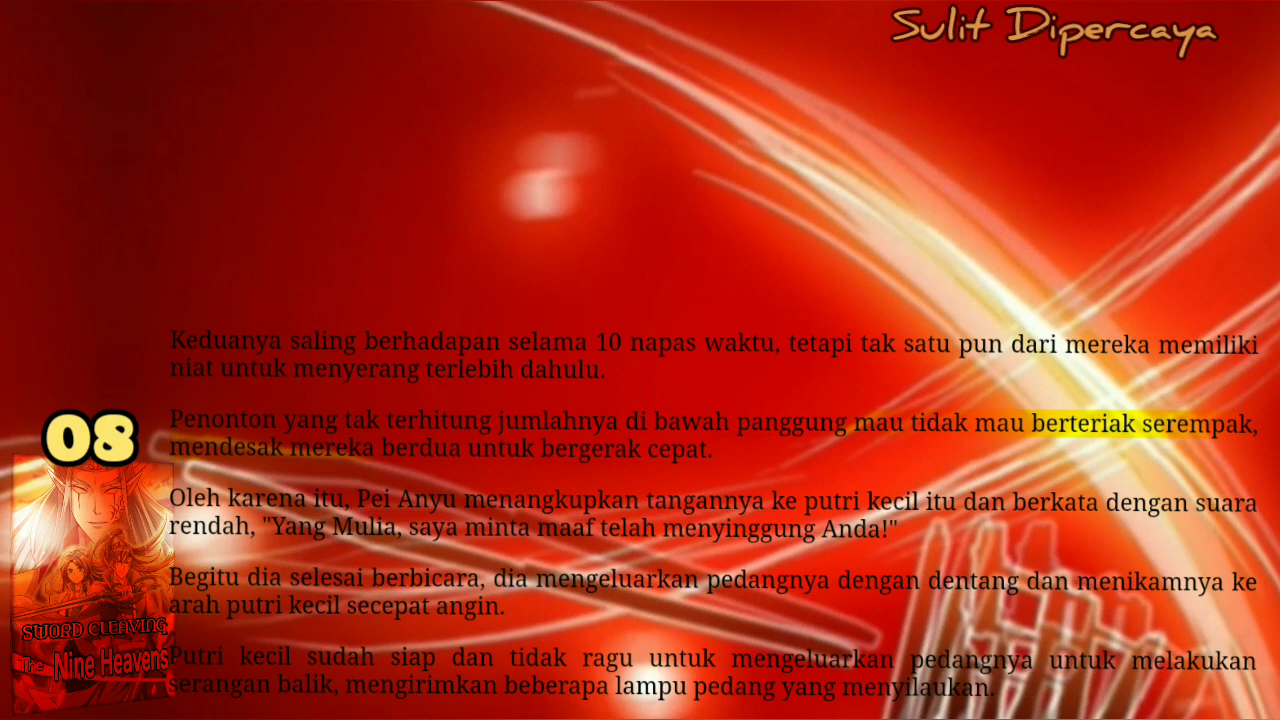 Sulit Dipercaya
Keduanya saling berhadapan selama 10 napas waktu, tetapi tak satu pun dari mereka memiliki
niat untuk menyerang terlebih dahulu.
Penonton yang tak terhitung jumlahnya di bawah panggung mau tidak mau berteriak serempak,
mendesak mereka berdua untuk bergerak cepat.
Oleh karena itu, Pei Anyu menangkupkan tangannya ke putri kecil itu dan berkata dengan suara
rendah, "Yang Mulia, saya minta maaf telah menyinggung Anda!"
Begitu dia selesai berbicara, dia mengeluarkan pedangnya dengan dentang dan menikamnya ke
arah putri kecil secepat angin.
Putri kecil sudah siap dan tidak ragu untuk mengeluarkan pedangnya untuk melakukan
serangan balik, mengirimkan beberapa lampu pedang yang menyilaukan.
08
SWORD CLEAVING
The Nine Heavens